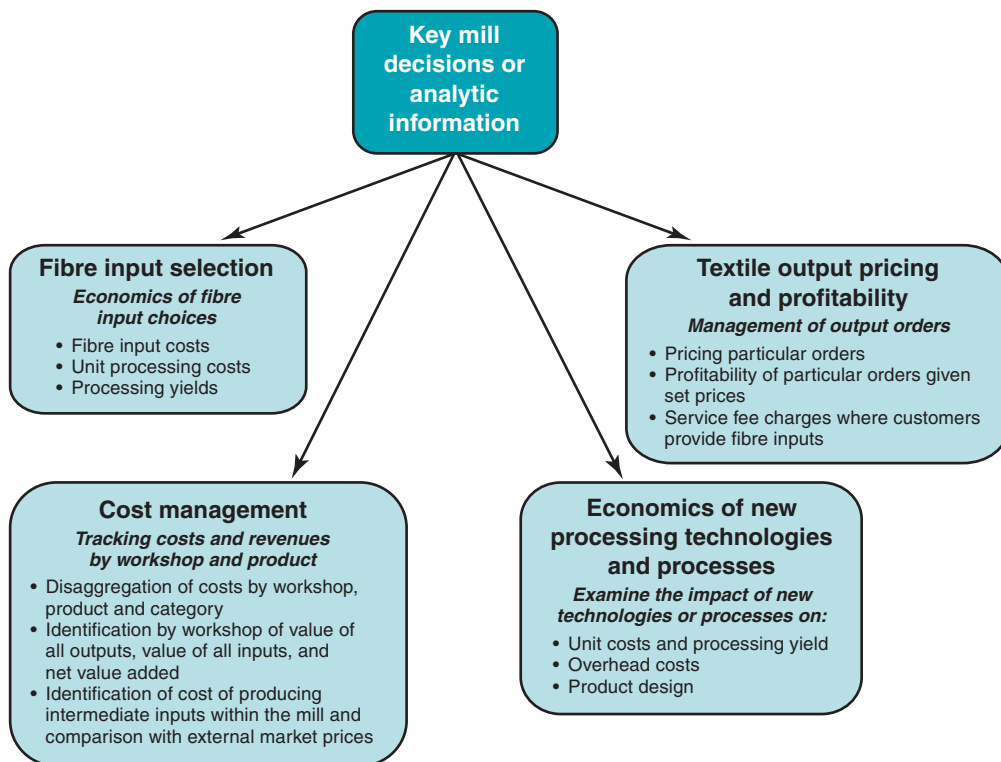 Key mill
decisions or
analytic
information
Fibre input selection
Economics of fibre
input choices
• Fibre input costs
• Unit processing costs
• Processing yields
Textile output pricing
and profitability
Management of output orders
• Pricing particular orders
• Profitability of particular orders given
set prices
• Service fee charges where customers
provide fibre inputs
Cost management
Tracking costs and revenues
by workshop and product
• Disaggregation of costs by workshop,
product and category
• Identification by workshop of value of
all outputs, value of all inputs, and
net value added
• Identification of cost of producing
intermediate inputs within the mill and
comparison with external market prices
Economics of new
processing technologies
and processes
Examine the impact of new
technologies or processes on:
• Unit costs and processing yield
• Overhead costs
• Product design